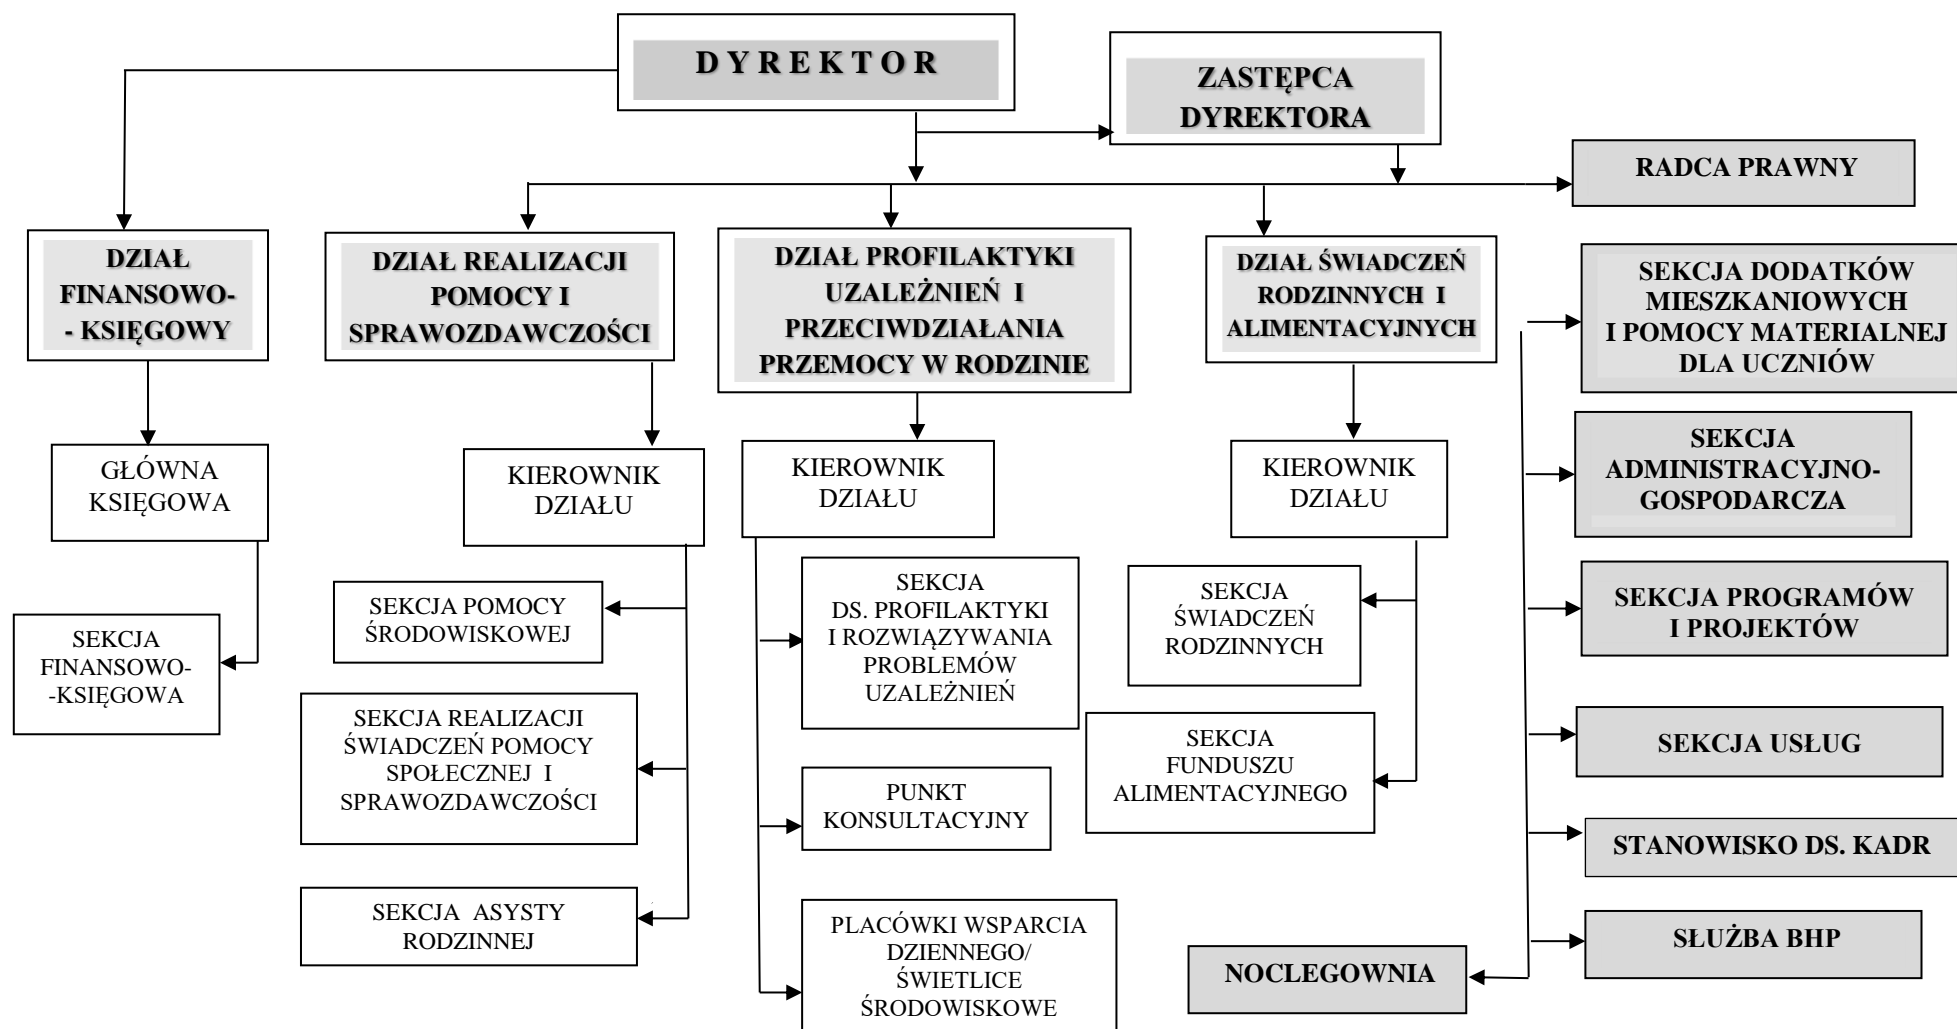 D Y R E K T O R
ZASTĘPCA
DYREKTORA
RADCA PRAWNY
DZIAŁ
FINANSOWO-
- KSIĘGOWY
DZIAŁ REALIZACJI
POMOCY I
SPRAWOZDAWCZOŚCI
DZIAŁ PROFILAKTYKI
UZALEŻNIEŃ I
PRZECIWDZIAŁANIA
PRZEMOCY W RODZINIE
DZIAŁ ŚWIADCZEŃ
RODZINNYCH I
ALIMENTACYJNYCH
SEKCJA DODATKÓW
MIESZKANIOWYCH
I POMOCY MATERIALNEJ
DLA UCZNIÓW
GŁÓWNA
KSIĘGOWA
KIEROWNIK
DZIAŁU
KIEROWNIK
DZIAŁU
KIEROWNIK
DZIAŁU
SEKCJA
ADMINISTRACYJNO-
GOSPODARCZA
SEKCJA
FINANSOWO-
-KSIĘGOWA
SEKCJA POMOCY
ŚRODOWISKOWEJ
SEKCJA
DS. PROFILAKTYKI
I ROZWIĄZYWANIA
PROBLEMÓW
UZALEŻNIEŃ
SEKCJA
ŚWIADCZEŃ
RODZINNYCH
SEKCJA PROGRAMÓW
I PROJEKTÓW
SEKCJA REALIZACJI
ŚWIADCZEŃ POMOCY
SPOŁECZNEJ I
SPRAWOZDAWCZOŚCI
PUNKT
KONSULTACYJNY
SEKCJA
FUNDUSZU
ALIMENTACYJNEGO
SEKCJA USŁUG
STANOWISKO DS. KADR
SEKCJA ASYSTY
RODZINNEJ
PLACÓWKI WSPARCIA
DZIENNEGO/
ŚWIETLICE
ŚRODOWISKOWE
NOCLEGOWNIA
SŁUŻBA BHP